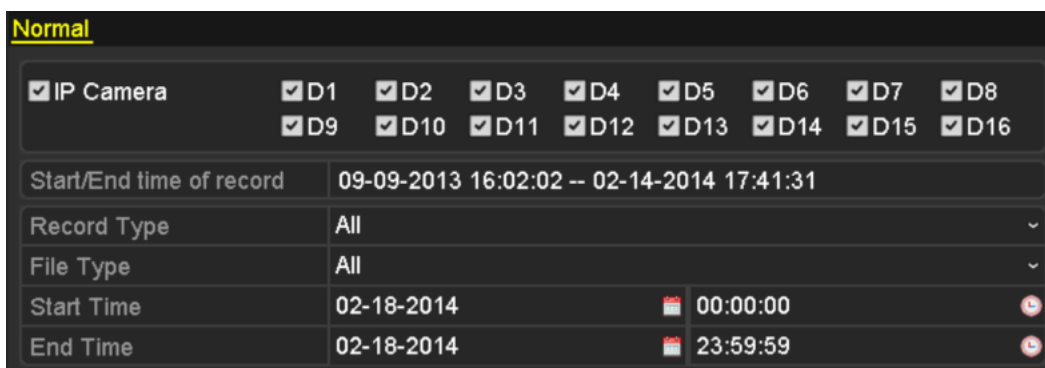 Normal
IP Camera D1 D2 D3 D4 D5 D6 D7 D8
D9 D10 D11 D12 D13 D14 D15 D16
Start/End time of record 09-09-2013 16:02:02 -- 02-14-2014 17:41:31
Record Type All
File Type All
Start Time 02-18-2014 00:00:00
End Time 02-18-2014 23:59:59